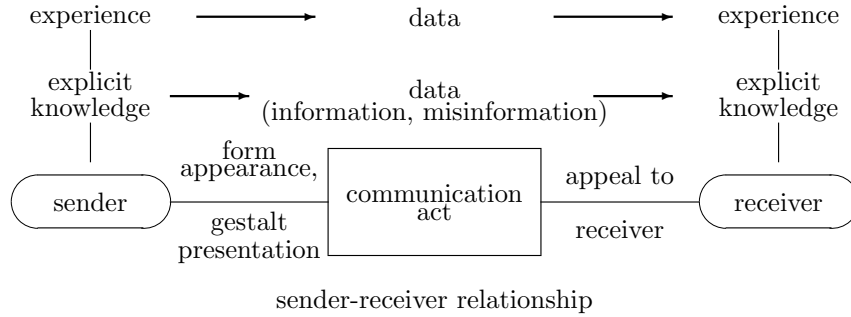 experience data experience
explicit knowledge data (information, misinformation) explicit knowledge
form appearance,
sender
gestalt presentation
communication act
appeal to
receiver
receiver
sender-receiver relationship